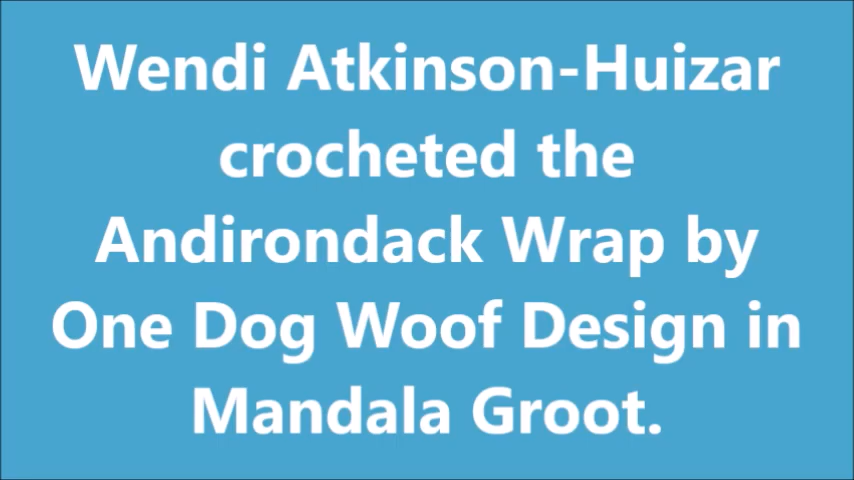 Wendi Atkinson-Huizar
crocheted the
Andirondack Wrap by
One Dog Woof Design in
Mandala Groot.